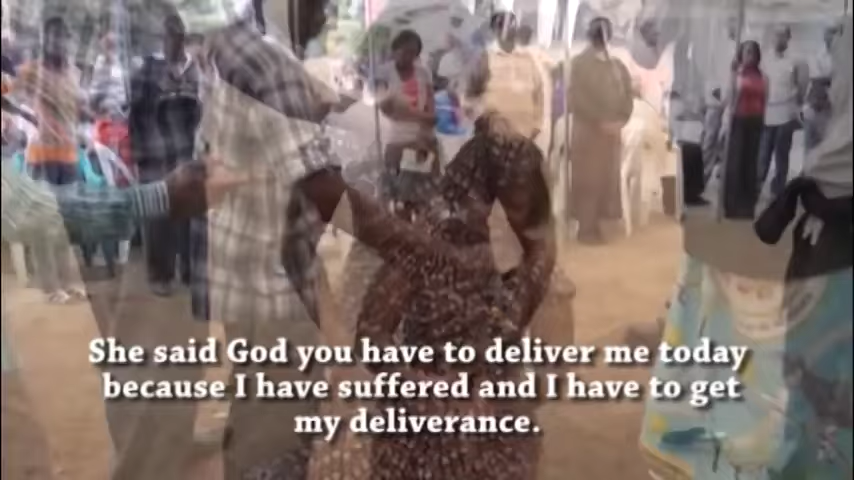 She said God you have to deliver me today
because I have suffered and I have to get
my deliverance.